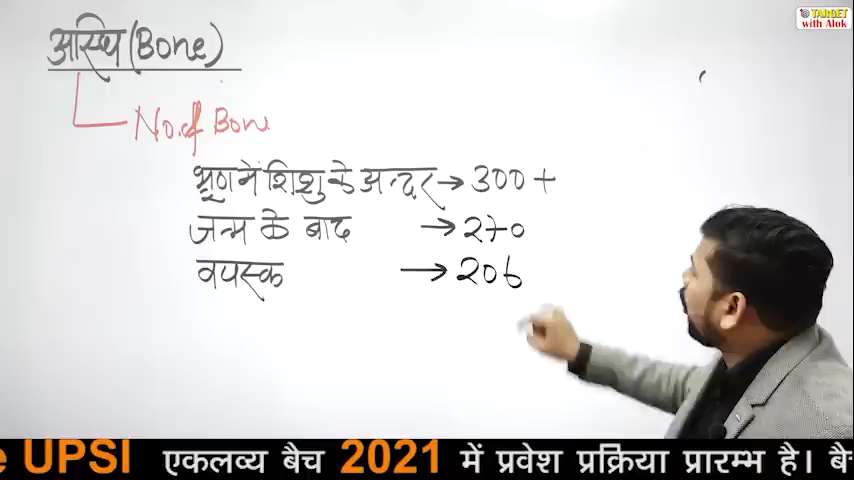 TARGET
with Alok
अस्थि (Bone)
No. of Bone
भ्रूण में शिशु के अन्दर → 300 +
जन्म के बाद → 270
वयस्क → 206
UPSI एकलव्य बैच 2021 में प्रवेश प्रक्रिया प्रारम्भ है। बै